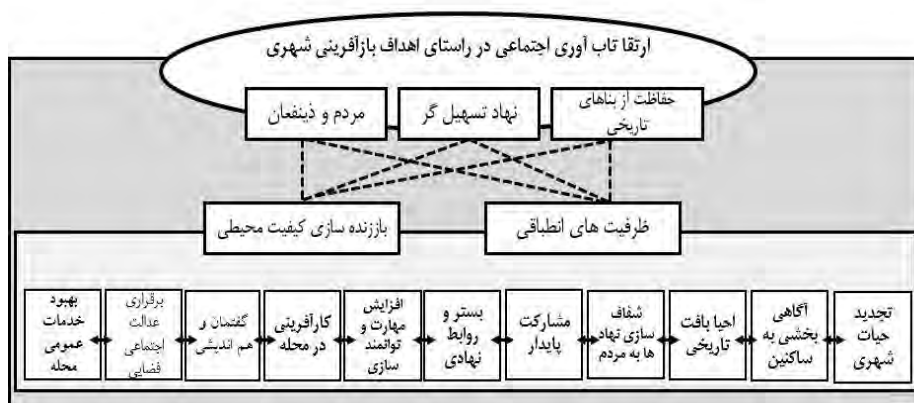 ارتقا تاب آوری اجتماعی در راستای اهداف بازآفرینی شهری
حفاظت از بناهای
تاریخی
نهاد تسهیل گر
مردم و ذینفعان
ظرفیت های انطباقی
باززنده سازی کیفیت محیطی
تجدید
حیات
شهری
آگاهی
بخشی به
ساکنین
احیا بافت
تاریخی
شفاف
سازی نهاد
ها به مردم
مشارکت
پایدار
بستر و
روابط
نهادی
افزایش
مهارت و
توانمند
سازی
کارآفرینی
در محله
گفتمان و
هم اندیشی
برقراری
عدالت
اجتماعی
فضایی
بهبود
خدمات
عمومی
محله